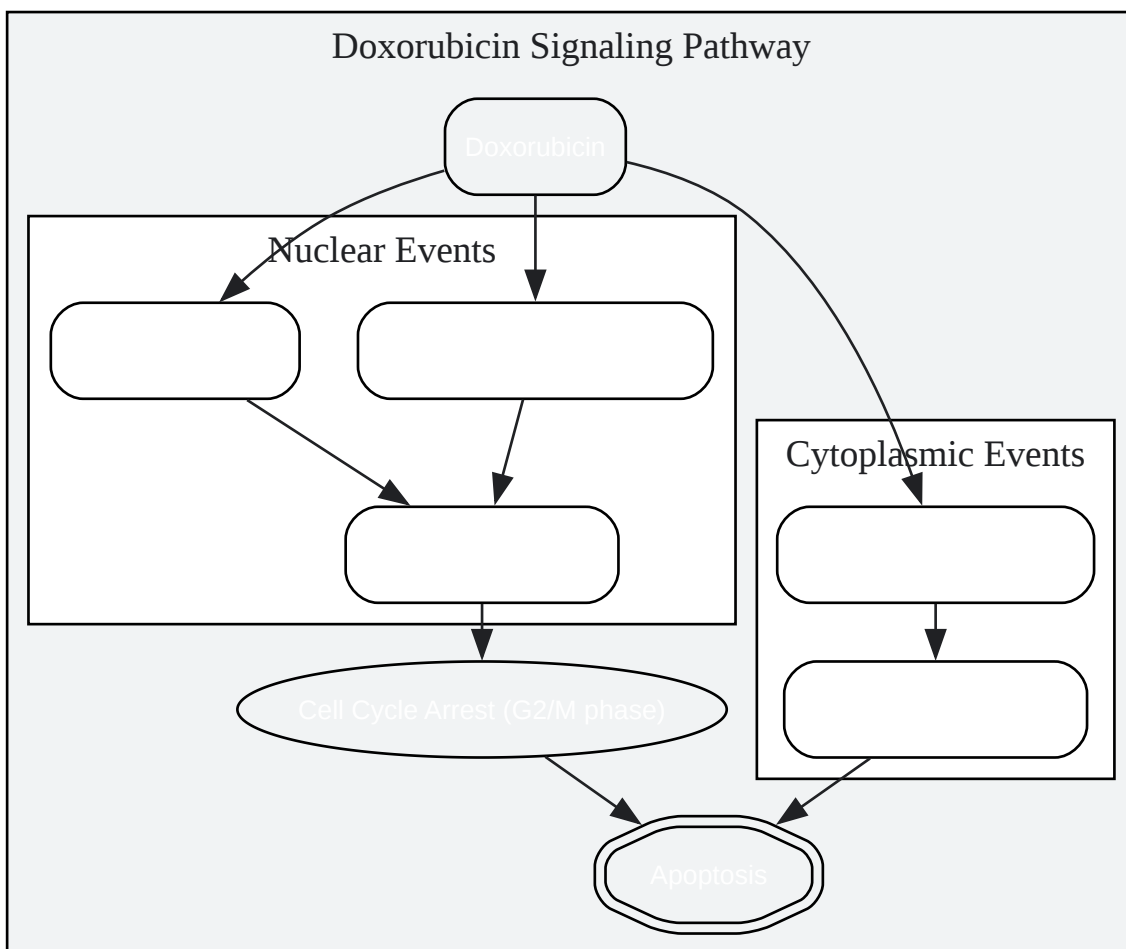 Doxorubicin Signaling Pathway
Doxorubicin
Nuclear Events
Cytoplasmic Events
Cell Cycle Arrest (G2/M phase)
Apoptosis